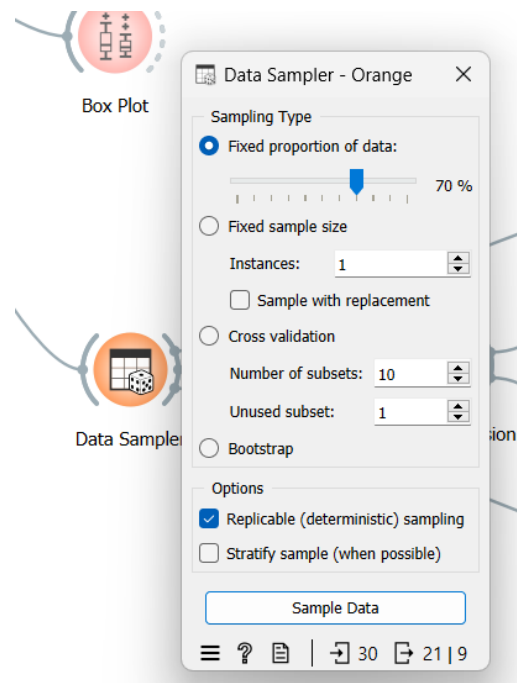 Box Plot
Data Sampler - Orange
Sampling Type
Fixed proportion of data:
70 %
Fixed sample size
Instances: 1
Sample with replacement
Cross validation
Number of subsets: 10
Unused subset: 1
Bootstrap
Data Sampler
sion
Options
Replicable (deterministic) sampling
Stratify sample (when possible)
Sample Data
? 30 21 | 9